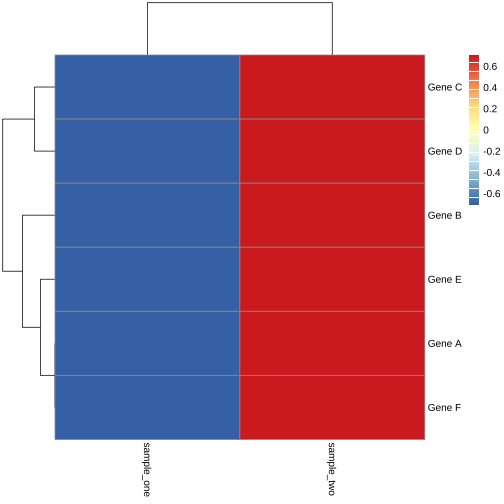 0.6
Gene C
0.4
0.2
0
Gene D
-0.2
-0.4
-0.6
Gene B
Gene E
Gene A
Gene F
sample_one
sample_two